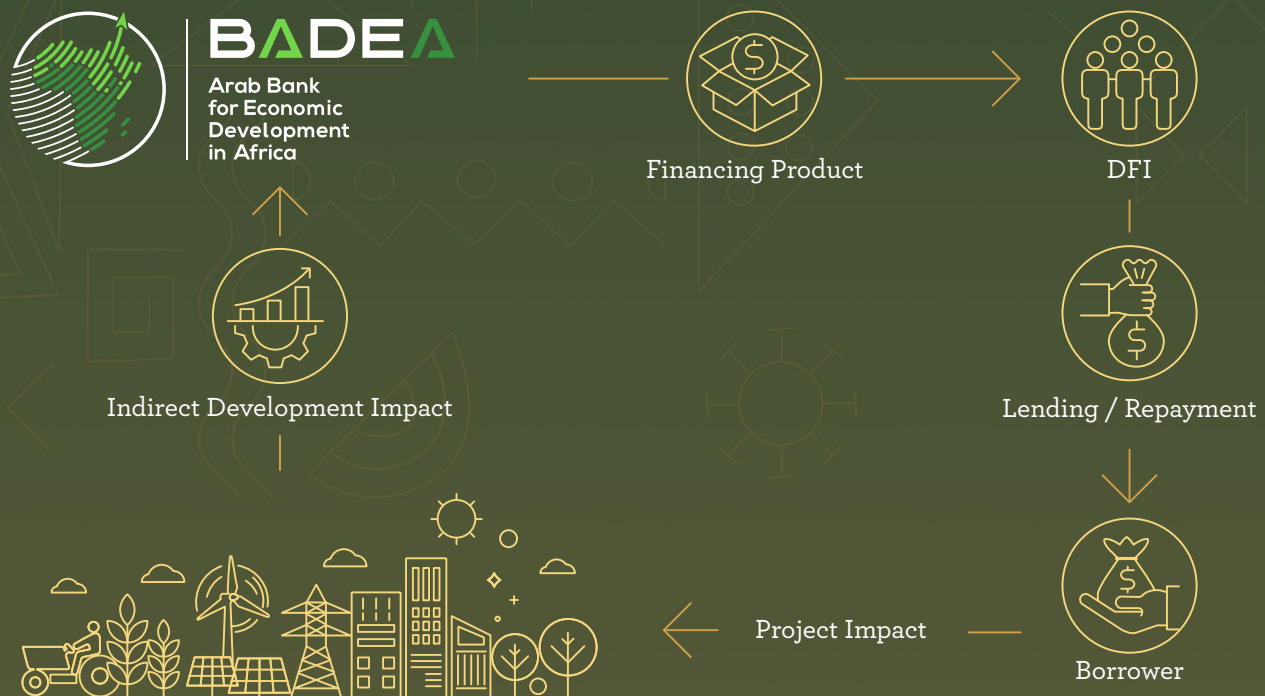 BADEA
Arab Bank
for Economic
Development
in Africa
Financing Product
DFI
Indirect Development Impact
Lending / Repayment
Project Impact
Borrower